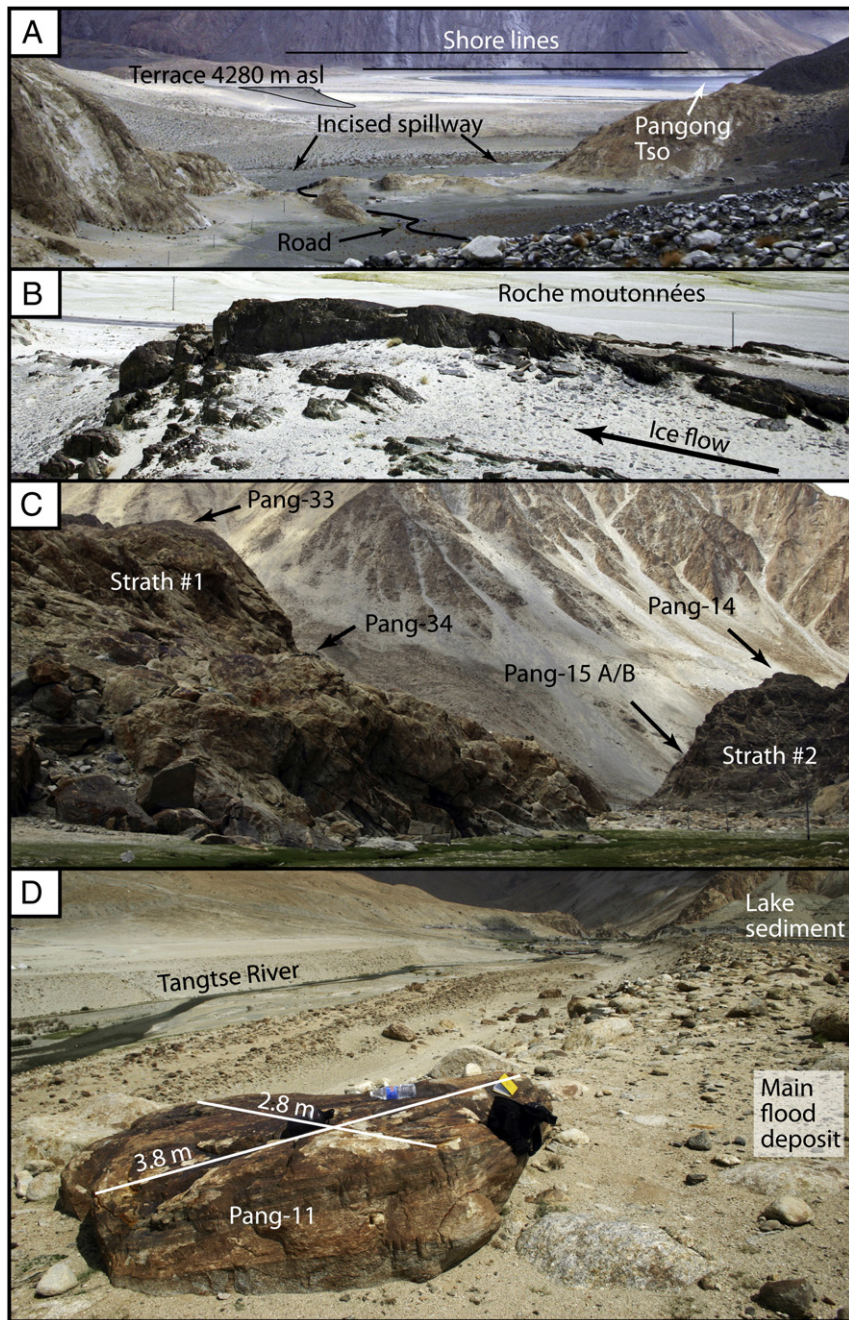 A
Shore lines
Terrace 4280 m asl
Incised spillway
Pangong
Tso
Road
B
Roche moutonnées
Ice flow
C
Pang-33
Strath #1
Pang-34
Pang-14
Pang-15 A/B
Strath #2
D
Lake
sediment
Tangtse River
2.8 m
3.8 m
Main
flood
deposit
Pang-11